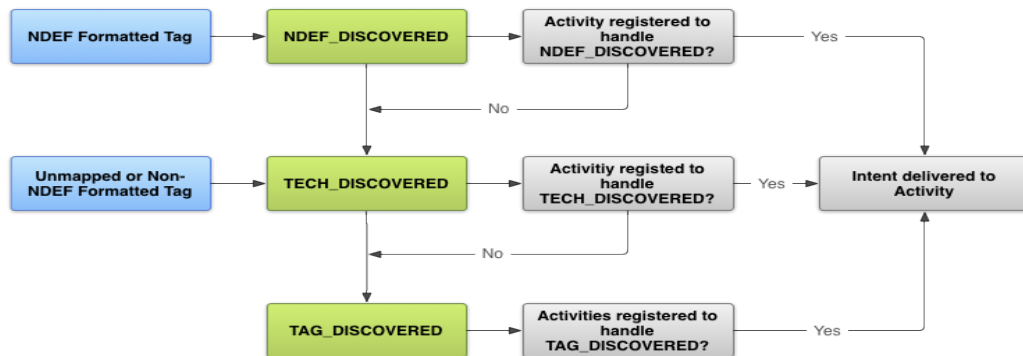 NDEF Formatted Tag
NDEF_DISCOVERED
Activity registered to
handle
NDEF_DISCOVERED?
Yes
No
Unmapped or Non-
NDEF Formatted Tag
TECH_DISCOVERED
Activitiy registed to
handle
TECH_DISCOVERED?
Yes
Intent delivered to
Activity
No
TAG_DISCOVERED
Activities registered to
handle
TAG_DISCOVERED?
Yes